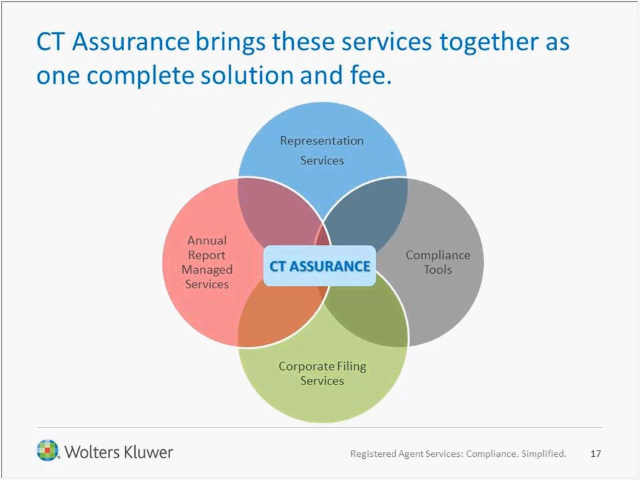 CT Assurance brings these services together as
one complete solution and fee.
Representation
Services
Annual
Report
Managed
Services
CT ASSURANCE
Compliance
Tools
Corporate Filing
Services
Wolters Kluwer
Registered Agent Services: Compliance. Simplified.
17